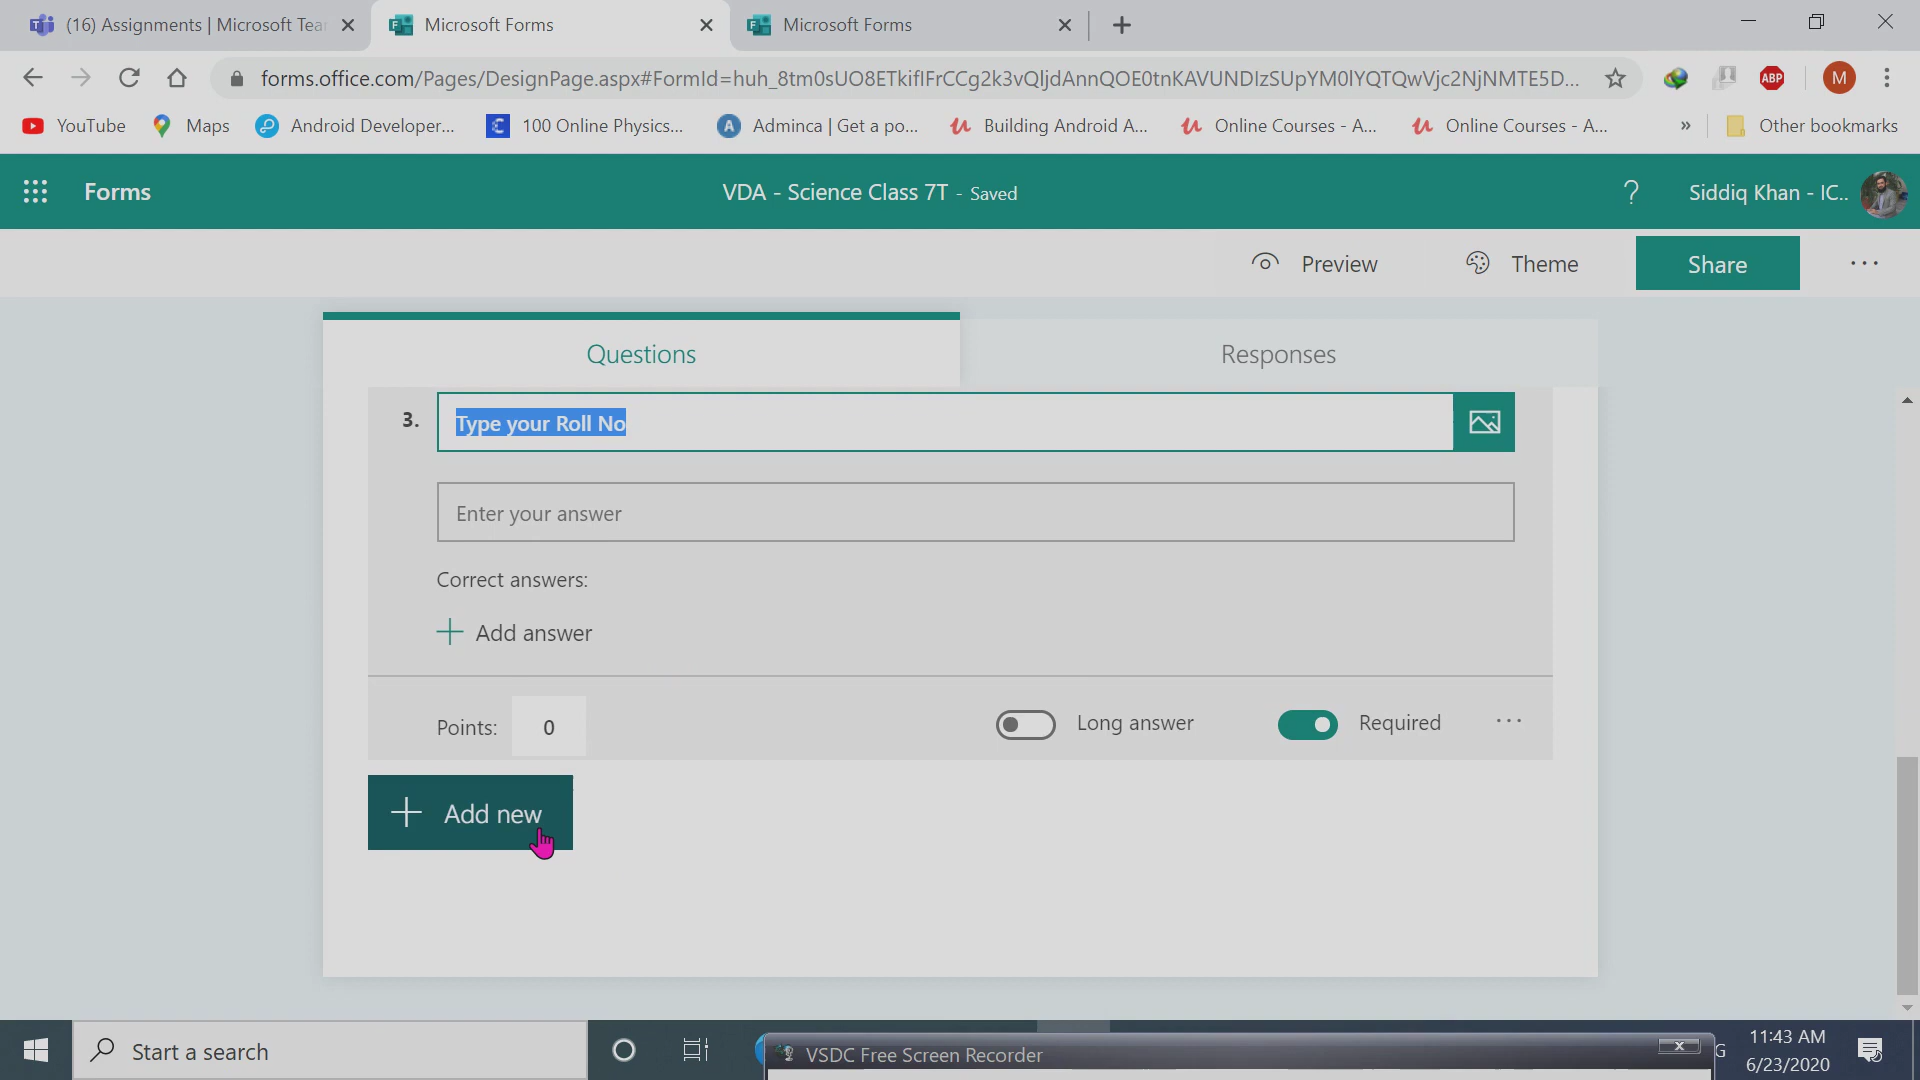 (16) Assignments | Microsoft Tea
Microsoft Forms
Microsoft Forms
forms.office.com/Pages/DesignPage.aspx#FormId=huh_8tm0sUO8ETkifIFrCCg2k3vQljdAnnQOE0tnKAVUNDIzSUpYM0lYQTQwVjc2NjNMTE5D...
ABP
M
YouTube
Maps
Android Developer...
100 Online Physics...
Adminca | Get a po...
Building Android A...
Online Courses - A...
Online Courses - A...
»
Other bookmarks
Forms
VDA - Science Class 7T - Saved
?
Siddiq Khan - IC..
Preview
Theme
Share
...
Questions
Responses
3.
Type your Roll No
Enter your answer
Correct answers:
Add answer
Points: 0
Long answer
Required
...
Add new
Start a search
VSDC Free Screen Recorder
G
11:43 AM
6/23/2020